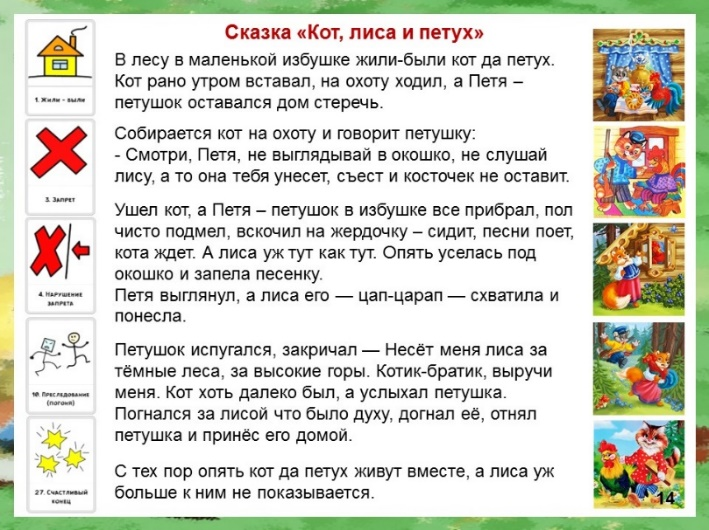 Сказка «Кот, лиса и петух»
1. Жили - были
В лесу в маленькой избушке жили-были кот да петух.
Кот рано утром вставал, на охоту ходил, а Петя –
петушок оставался дом стеречь.
3. Запрет
Собирается кот на охоту и говорит петушку:
- Смотри, Петя, не выглядывай в окошко, не слушай
лису, а то она тебя унесет, съест и косточек не оставит.
4. Нарушение
запрета
Ушел кот, а Петя – петушок в избушке все прибрал, пол
чисто подмел, вскочил на жердочку – сидит, песни поет,
кота ждет. А лиса уж тут как тут. Опять уселась под
окошко и запела песенку.
Петя выглянул, а лиса его — цап-царап — схватила и
понесла.
10. Преследование
(погоня)
Петушок испугался, закричал — Несёт меня лиса за
тёмные леса, за высокие горы. Котик-братик, выручи
меня. Кот хоть далеко был, а услыхал петушка.
Погнался за лисой что было духу, догнал её, отнял
петушка и принёс его домой.
27. Счастливый
конец
С тех пор опять кот да петух живут вместе, а лиса уж
больше к ним не показывается.
14